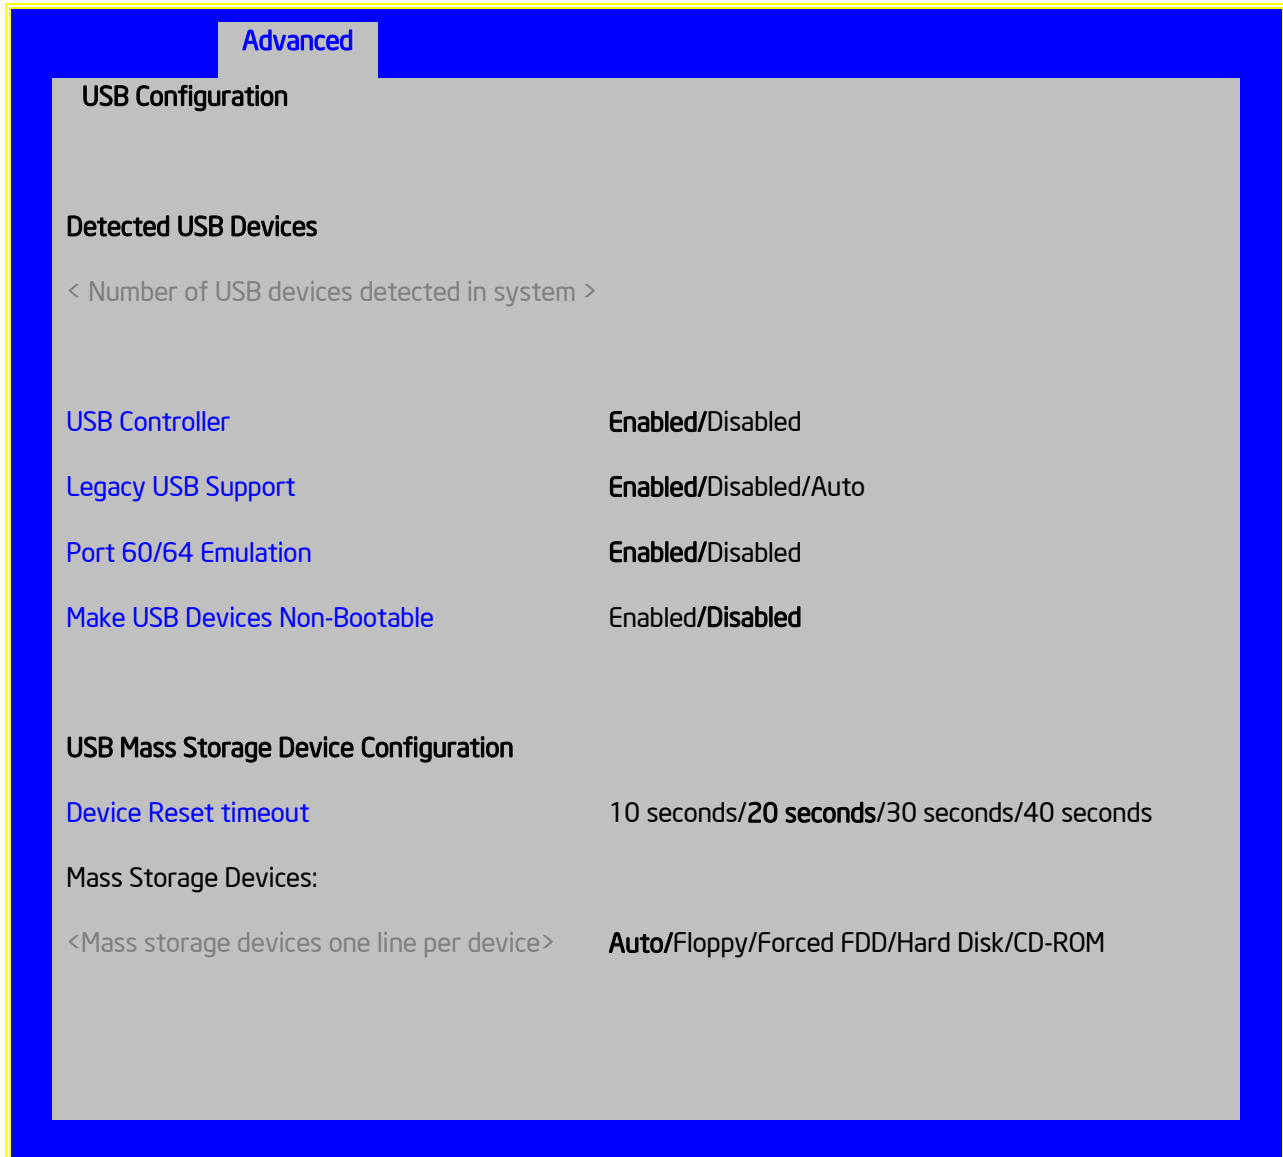 Advanced
USB Configuration
Detected USB Devices
< Number of USB devices detected in system >
USB Controller Enabled/Disabled
Legacy USB Support Enabled/Disabled/Auto
Port 60/64 Emulation Enabled/Disabled
Make USB Devices Non-Bootable Enabled/Disabled
USB Mass Storage Device Configuration
Device Reset timeout 10 seconds/20 seconds/30 seconds/40 seconds
Mass Storage Devices:
<Mass storage devices one line per device> Auto/Floppy/Forced FDD/Hard Disk/CD-ROM